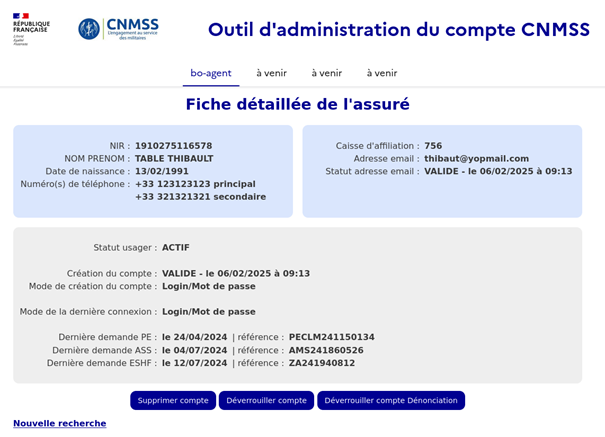 RÉPUBLIQUE
FRANÇAISE
Liberté
Égalité
Fraternité
CNMSS
L'engagement au service
des militaires
Outil d'administration du compte CNMSS
bo-agent
à venir
à venir
à venir
Fiche détaillée de l'assuré
NIR : 1910275116578
NOM PRENOM : TABLE THIBAULT
Date de naissance : 13/02/1991
Numéro(s) de téléphone : +33 123123123 principal
+33 321321321 secondaire
Caisse d'affiliation : 756
Adresse email : thibaut@yopmail.com
Statut adresse email : VALIDE - le 06/02/2025 à 09:13
Statut usager : ACTIF
Création du compte : VALIDE - le 06/02/2025 à 09:13
Mode de création du compte : Login/Mot de passe
Mode de la dernière connexion : Login/Mot de passe
Dernière demande PE : le 24/04/2024 | référence : PECLM241150134
Dernière demande ASS : le 04/07/2024 | référence : AMS241860526
Dernière demande ESHF : le 12/07/2024 | référence : ZA241940812
Supprimer compte
Déverrouiller compte
Déverrouiller compte Dénonciation
Nouvelle recherche